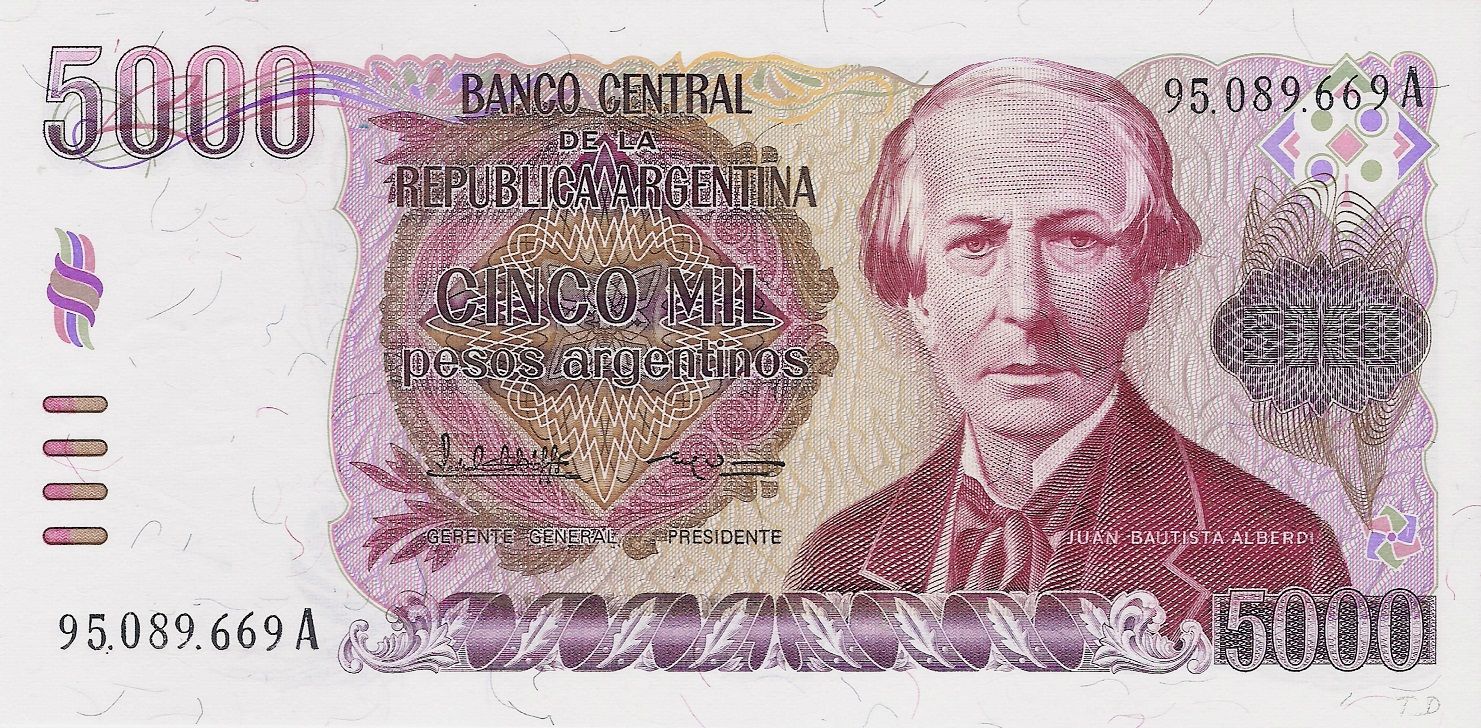 5000
BANCO CENTRAL
DE LA
REPUBLICA ARGENTINA
95.089.669 A
CINCO MIL
pesos argentinos
GERENTE GENERAL
PRESIDENTE
JUAN BAUTISTA ALBERDI
95.089.669 A
5000
T.D